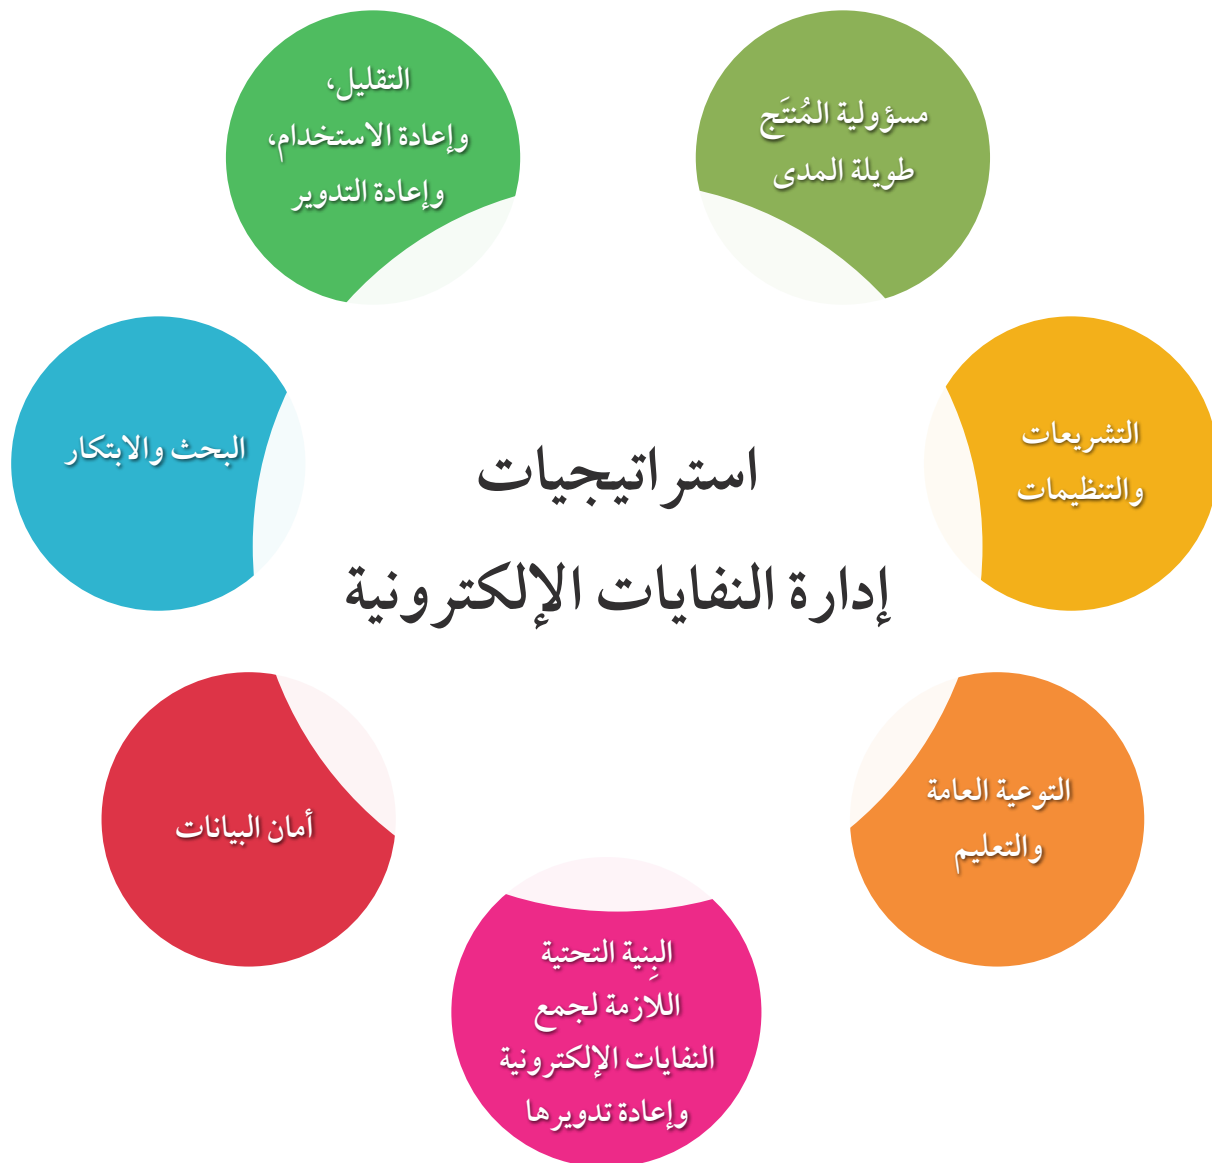 استراتيجيات
إدارة النفايات الإلكترونية
مسؤولية المُنتَج
طويلة المدى
التشريعات
والتنظيمات
التوعية العامة
والتعليم
البِنية التحتية
اللازمة لجمع
النفايات الإلكترونية
وإعادة تدويرها
أمان البيانات
البحث والابتكار
التقليل،
وإعادة الاستخدام،
وإعادة التدوير